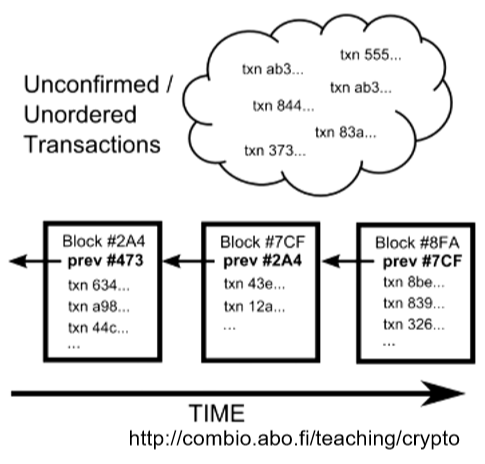 Unconfirmed /
Unordered
Transactions
txn 555...
txn ab3...
txn ab3...
txn 844...
txn 83a...
txn 373...
Block #2A4
prev #473
txn 634...
txn a98...
txn 44c...
...
Block #7CF
prev #2A4
txn 43e...
txn 12a...
...
Block #8FA
prev #7CF
txn 8be...
txn 839...
txn 326...
...
TIME
http://combio.abo.fi/teaching/crypto